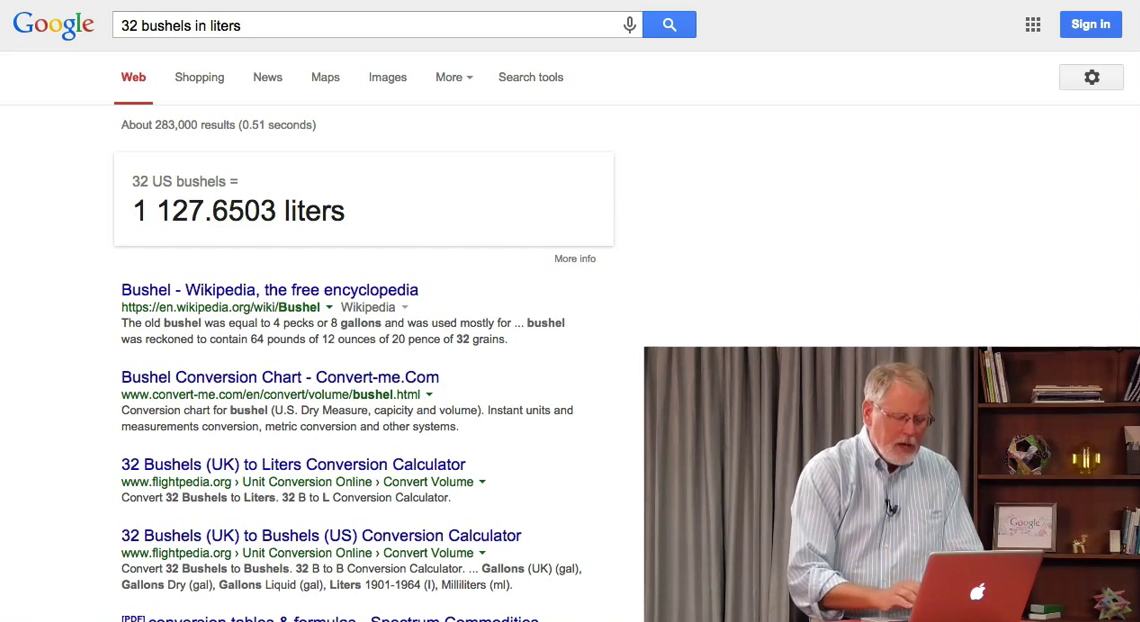 Google
32 bushels in liters
Sign in
Web Shopping News Maps Images More Search tools
About 283,000 results (0.51 seconds)
32 US bushels =
1 127.6503 liters
More info
Bushel - Wikipedia, the free encyclopedia
https://en.wikipedia.org/wiki/Bushel Wikipedia
The old bushel was equal to 4 pecks or 8 gallons and was used mostly for ... bushel
was reckoned to contain 64 pounds of 12 ounces of 20 pence of 32 grains.
Bushel Conversion Chart - Convert-me.Com
www.convert-me.com/en/convert/volume/bushel.html
Conversion chart for bushel (U.S. Dry Measure, capicity and volume). Instant units and
measurements conversion, metric conversion and other systems.
32 Bushels (UK) to Liters Conversion Calculator
www.flightpedia.org › Unit Conversion Online › Convert Volume
Convert 32 Bushels to Liters. 32 B to L Conversion Calculator.
32 Bushels (UK) to Bushels (US) Conversion Calculator
www.flightpedia.org › Unit Conversion Online › Convert Volume
Convert 32 Bushels to Bushels. 32 B to B Conversion Calculator. ... Gallons (UK) (gal),
Gallons Dry (gal), Gallons Liquid (gal), Liters 1901-1964 (l), Milliliters (ml).
[PDF] conversion tables & formulas - Spectrum Commodities
Google